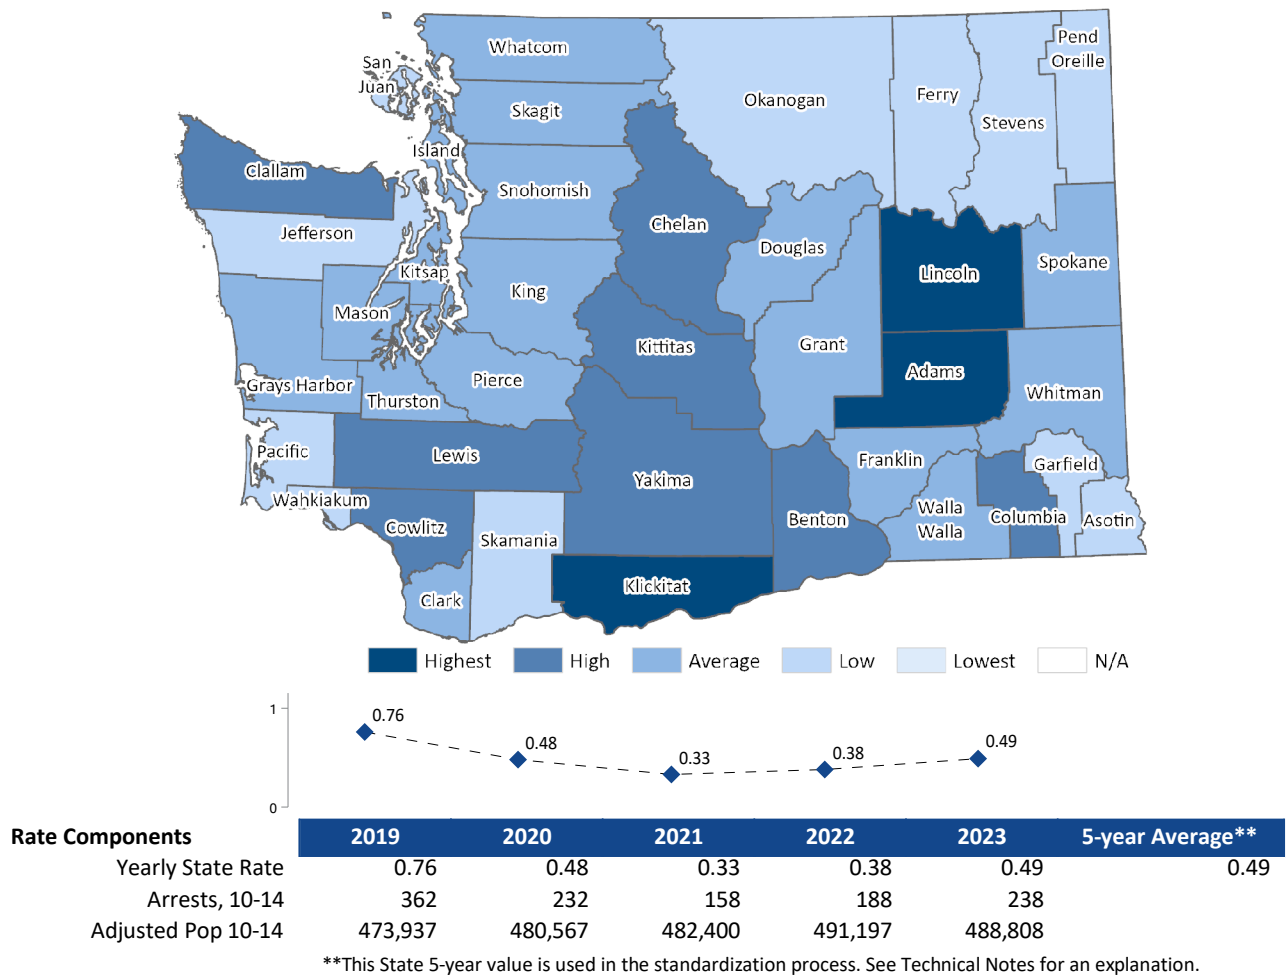 Whatcom
Pend
Oreille
San
Juan
Okanogan
Ferry
Stevens
Skagit
Island
Clallam
Snohomish
Chelan
Jefferson
Douglas
Spokane
Kitsap
Lincoln
King
Mason
Kittitas
Grant
Adams
Pierce
Grays Harbor
Thurston
Whitman
Pacific
Lewis
Franklin
Garfield
Yakima
Wahkiakum
Cowlitz
Benton
Walla
Walla
Columbia
Asotin
Skamania
Clark
Klickitat
Highest High Average Low Lowest N/A
1
0.76
0.48
0.33
0.38
0.49
0
Rate Components 2019 2020 2021 2022 2023 5-year Average**
Yearly State Rate 0.76 0.48 0.33 0.38 0.49 0.49
Arrests, 10-14 362 232 158 188 238
Adjusted Pop 10-14 473,937 480,567 482,400 491,197 488,808
**This State 5-year value is used in the standardization process. See Technical Notes for an explanation.